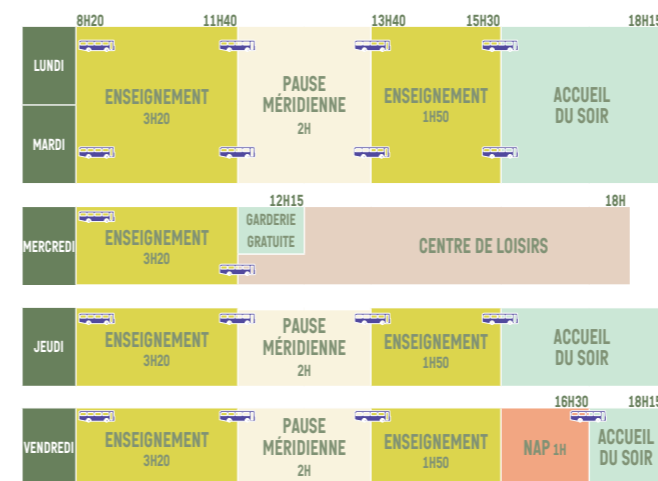 8H20 11H40 13H40 15H30 18H15
LUNDI
MARDI
ENSEIGNEMENT
3H20
PAUSE
MÉRIDIENNE
2H
ENSEIGNEMENT
1H50
ACCUEIL
DU SOIR
12H15 18H
MERCREDI
ENSEIGNEMENT
3H20
GARDERIE
GRATUITE
CENTRE DE LOISIRS
JEUDI
ENSEIGNEMENT
3H20
PAUSE
MÉRIDIENNE
2H
ENSEIGNEMENT
1H50
ACCUEIL
DU SOIR
16H30 18H15
VENDREDI
ENSEIGNEMENT
3H20
PAUSE
MÉRIDIENNE
2H
ENSEIGNEMENT
1H50
NAP 1H
ACCUEIL
DU SOIR